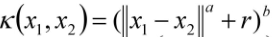 κ(x₁, x₂) = (‖x₁ − x₂‖ᵃ + r)ᵇ